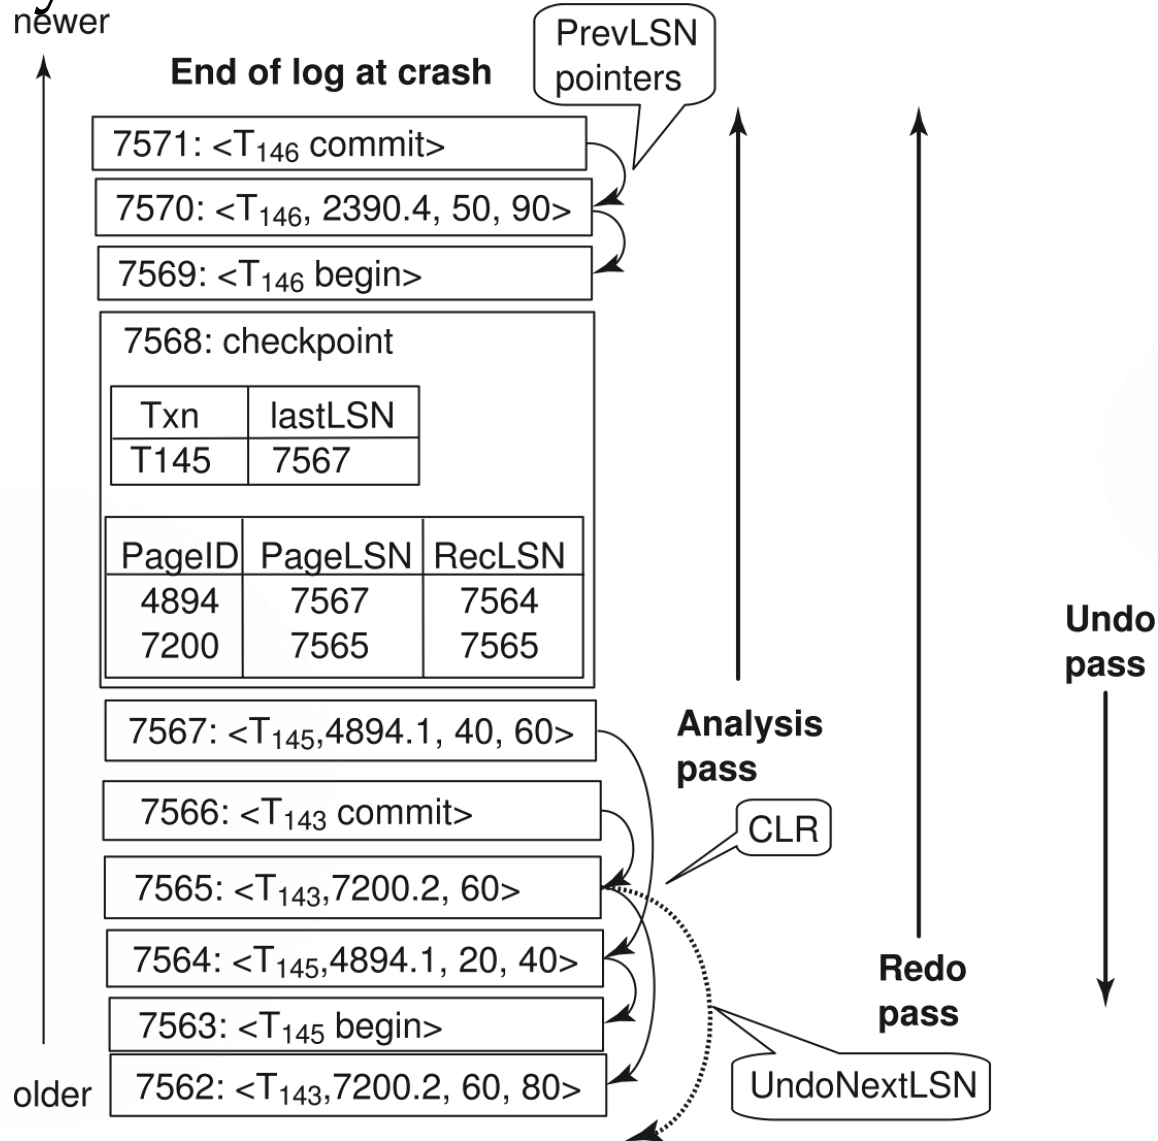 newer
End of log at crash
PrevLSN
pointers
7571: <T146 commit>
7570: <T146, 2390.4, 50, 90>
7569: <T146 begin>
7568: checkpoint
Txn lastLSN
T145 7567
PageID PageLSN RecLSN
4894 7567 7564
7200 7565 7565
7567: <T145,4894.1, 40, 60>
7566: <T143 commit>
7565: <T143,7200.2, 60>
7564: <T145,4894.1, 20, 40>
7563: <T145 begin>
7562: <T143,7200.2, 60, 80>
older
Analysis
pass
CLR
Redo
pass
UndoNextLSN
Undo
pass